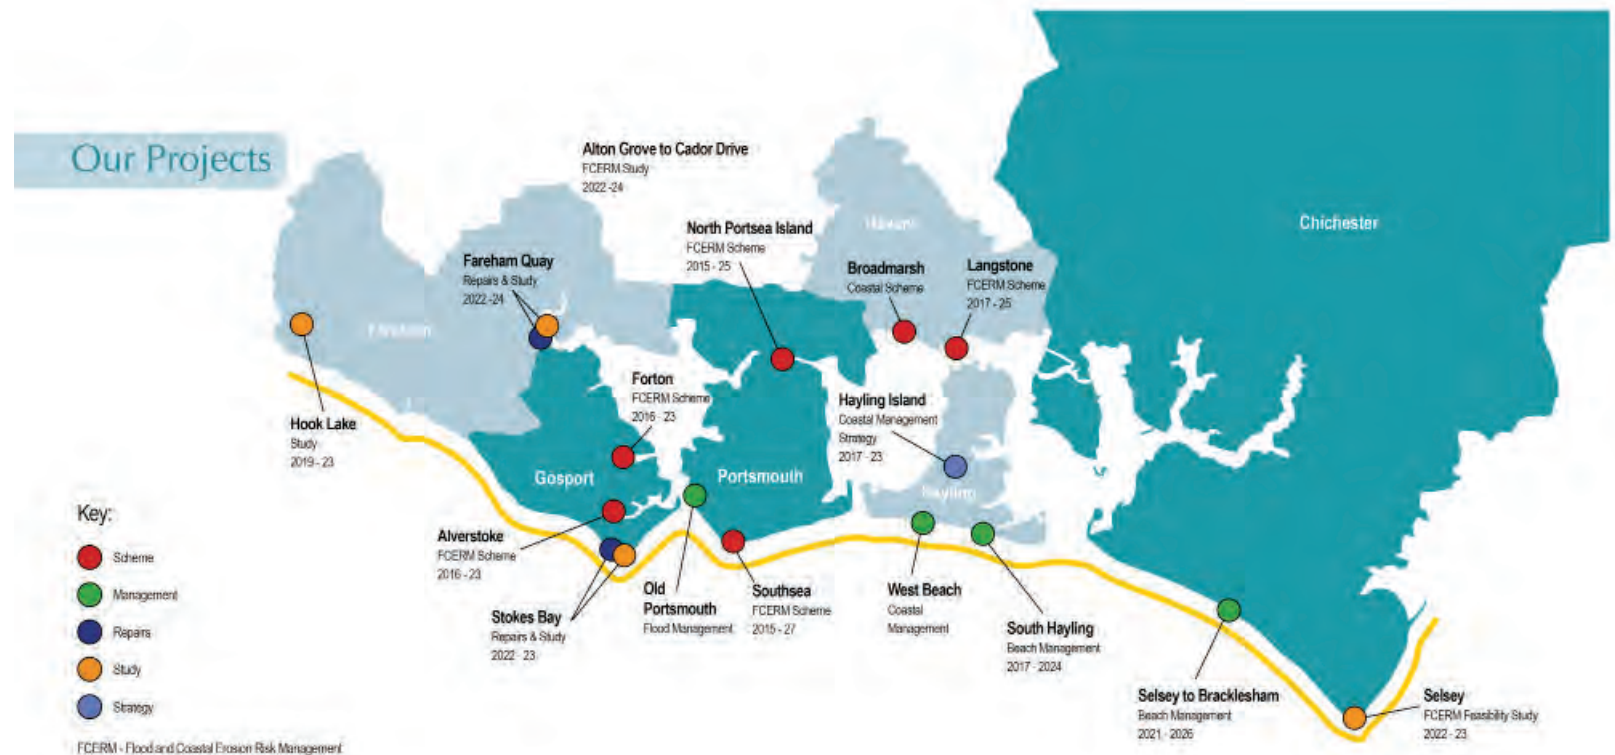 Our Projects
Alton Grove to Cador Drive
FCERM Study
2022 -24
North Portsea Island
FCERM Scheme
2015 - 25
Fareham Quay
Repairs & Study
2022 -24
Havant
Broadmarsh
Coastal Scheme
Langstone
FCERM Scheme
2017 - 25
Chichester
Fareham
Hook Lake
Study
2019 - 23
Forton
FCERM Scheme
2016 - 23
Hayling Island
Coastal Management
Strategy
2017 - 23
Gosport
Portsmouth
Hayling
Alverstoke
FCERM Scheme
2016 - 23
Stokes Bay
Repairs & Study
2022 - 23
Old
Portsmouth
Flood Management
Southsea
FCERM Scheme
2015 - 27
West Beach
Coastal
Management
South Hayling
Beach Management
2017 - 2024
Selsey to Bracklesham
Beach Management
2021 - 2026
Selsey
FCERM Feasibility Study
2022 - 23
Key:
Scheme
Management
Repairs
Study
Strategy
FCERM - Flood and Coastal Erosion Risk Management